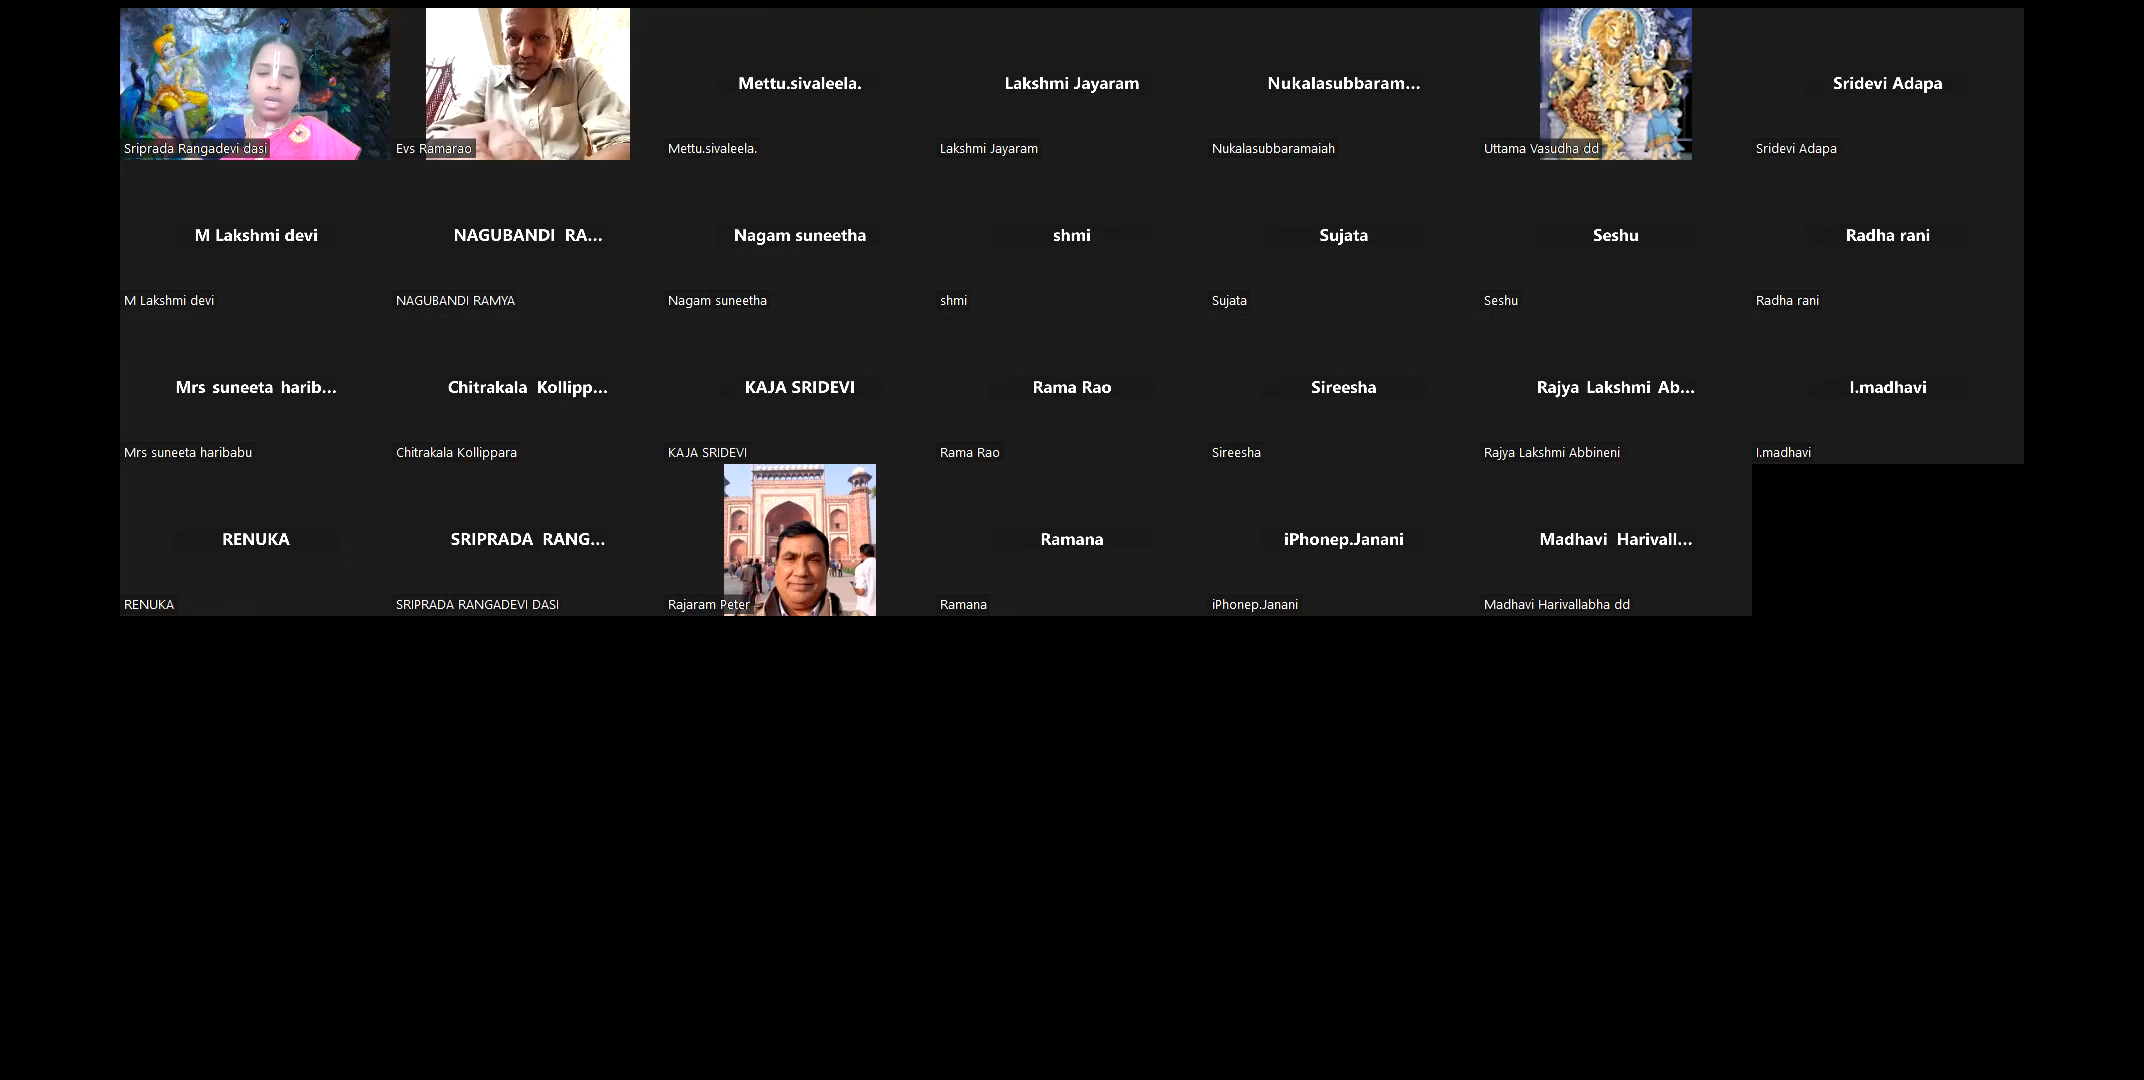 Sriprada Rangadevi dasi
Evs Ramarao
Mettu.sivaleela.
Mettu.sivaleela.
Lakshmi Jayaram
Lakshmi Jayaram
Nukalasubbaram...
Nukalasubbaramaiah
Uttama Vasudha dd
Sridevi Adapa
Sridevi Adapa
M Lakshmi devi
M Lakshmi devi
NAGUBANDI RA...
NAGUBANDI RAMYA
Nagam suneetha
Nagam suneetha
shmi
shmi
Sujata
Sujata
Seshu
Seshu
Radha rani
Radha rani
Mrs suneeta harib...
Mrs suneeta haribabu
Chitrakala Kollipp...
Chitrakala Kollippara
KAJA SRIDEVI
KAJA SRIDEVI
Rama Rao
Rama Rao
Sireesha
Sireesha
Rajya Lakshmi Ab...
Rajya Lakshmi Abbineni
I.madhavi
I.madhavi
RENUKA
RENUKA
SRIPRADA RANG...
SRIPRADA RANGADEVI DASI
Rajaram Peter
Ramana
Ramana
iPhonep.Janani
iPhonep.Janani
Madhavi Harivall...
Madhavi Harivallabha dd